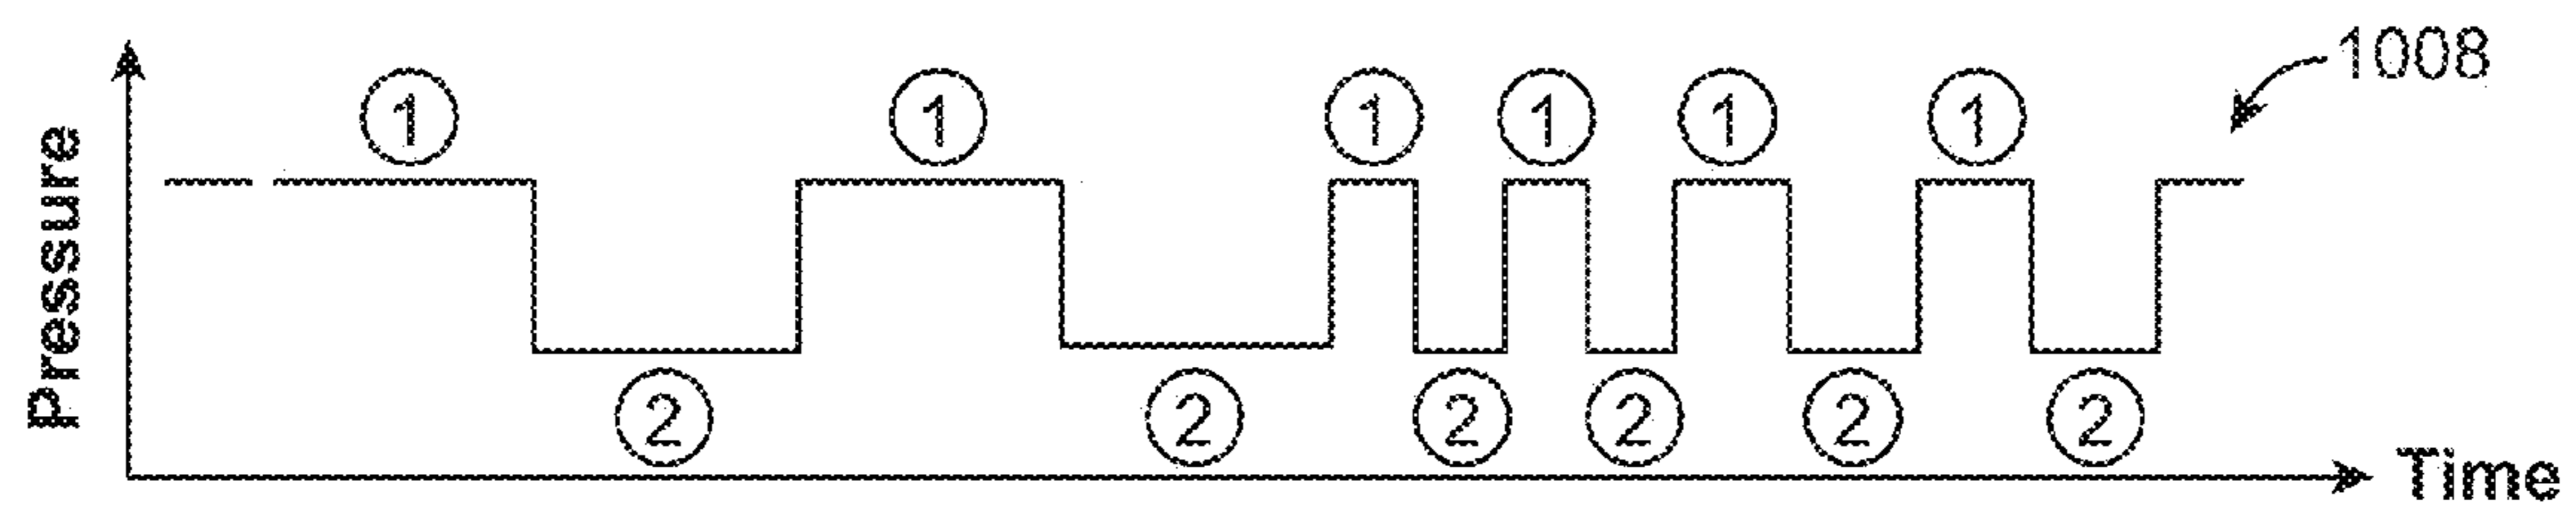 1008
① ① ① ① ① ①
Pressure
② ② ② ② ② ②
Time